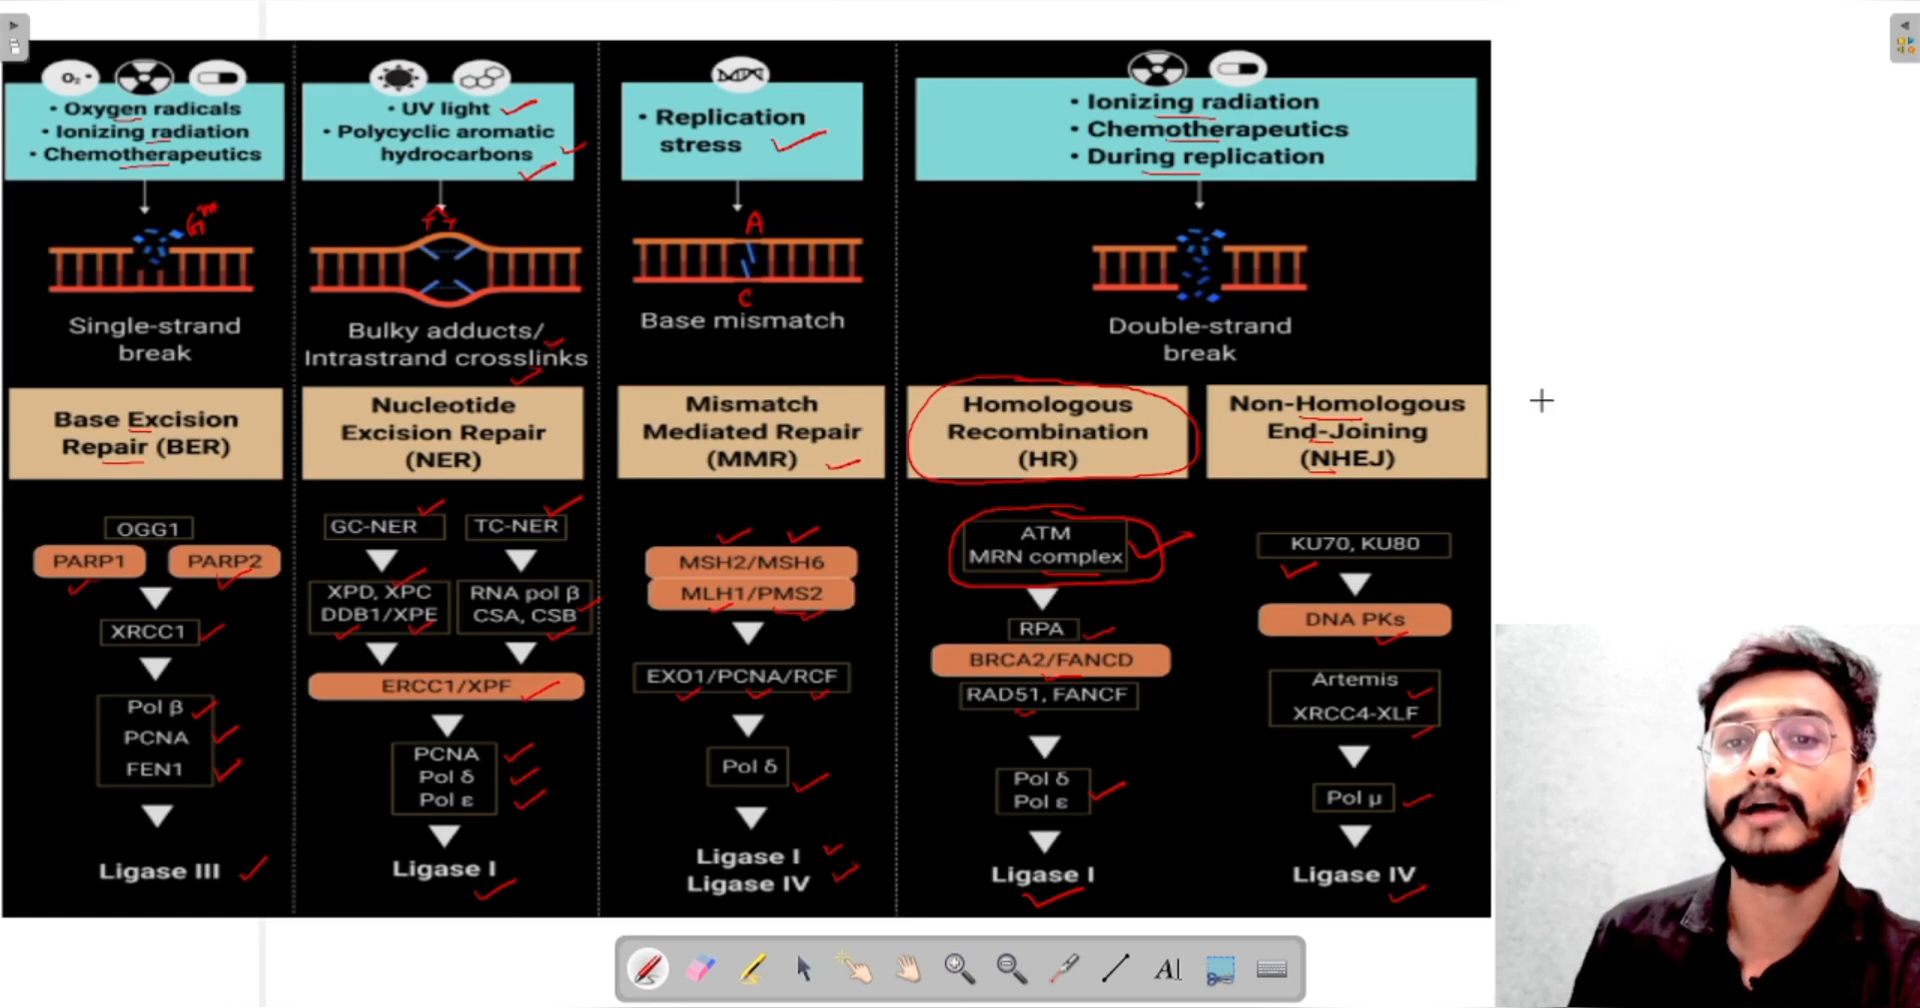 O₂•
• Oxygen radicals
• Ionizing radiation
• Chemotherapeutics
Single-strand
break
Base Excision
Repair (BER)
OGG1
PARP1 PARP2
XRCC1
Pol β
PCNA
FEN1
Ligase III
• UV light
• Polycyclic aromatic
hydrocarbons
Bulky adducts/
Intrastrand crosslinks
Nucleotide
Excision Repair
(NER)
GC-NER TC-NER
XPD, XPC
DDB1/XPE
RNA pol β
CSA, CSB
ERCC1/XPF
PCNA
Pol δ
Pol ε
Ligase I
• Replication
stress
A
C
Base mismatch
Mismatch
Mediated Repair
(MMR)
MSH2/MSH6
MLH1/PMS2
EXO1/PCNA/RCF
Pol δ
Ligase I
Ligase IV
• Ionizing radiation
• Chemotherapeutics
• During replication
Double-strand
break
Homologous
Recombination
(HR)
ATM
MRN complex
RPA
BRCA2/FANCD
RAD51, FANCF
Pol δ
Pol ε
Ligase I
Non-Homologous
End-Joining
(NHEJ)
KU70, KU80
DNA PKs
Artemis
XRCC4-XLF
Pol μ
Ligase IV
A